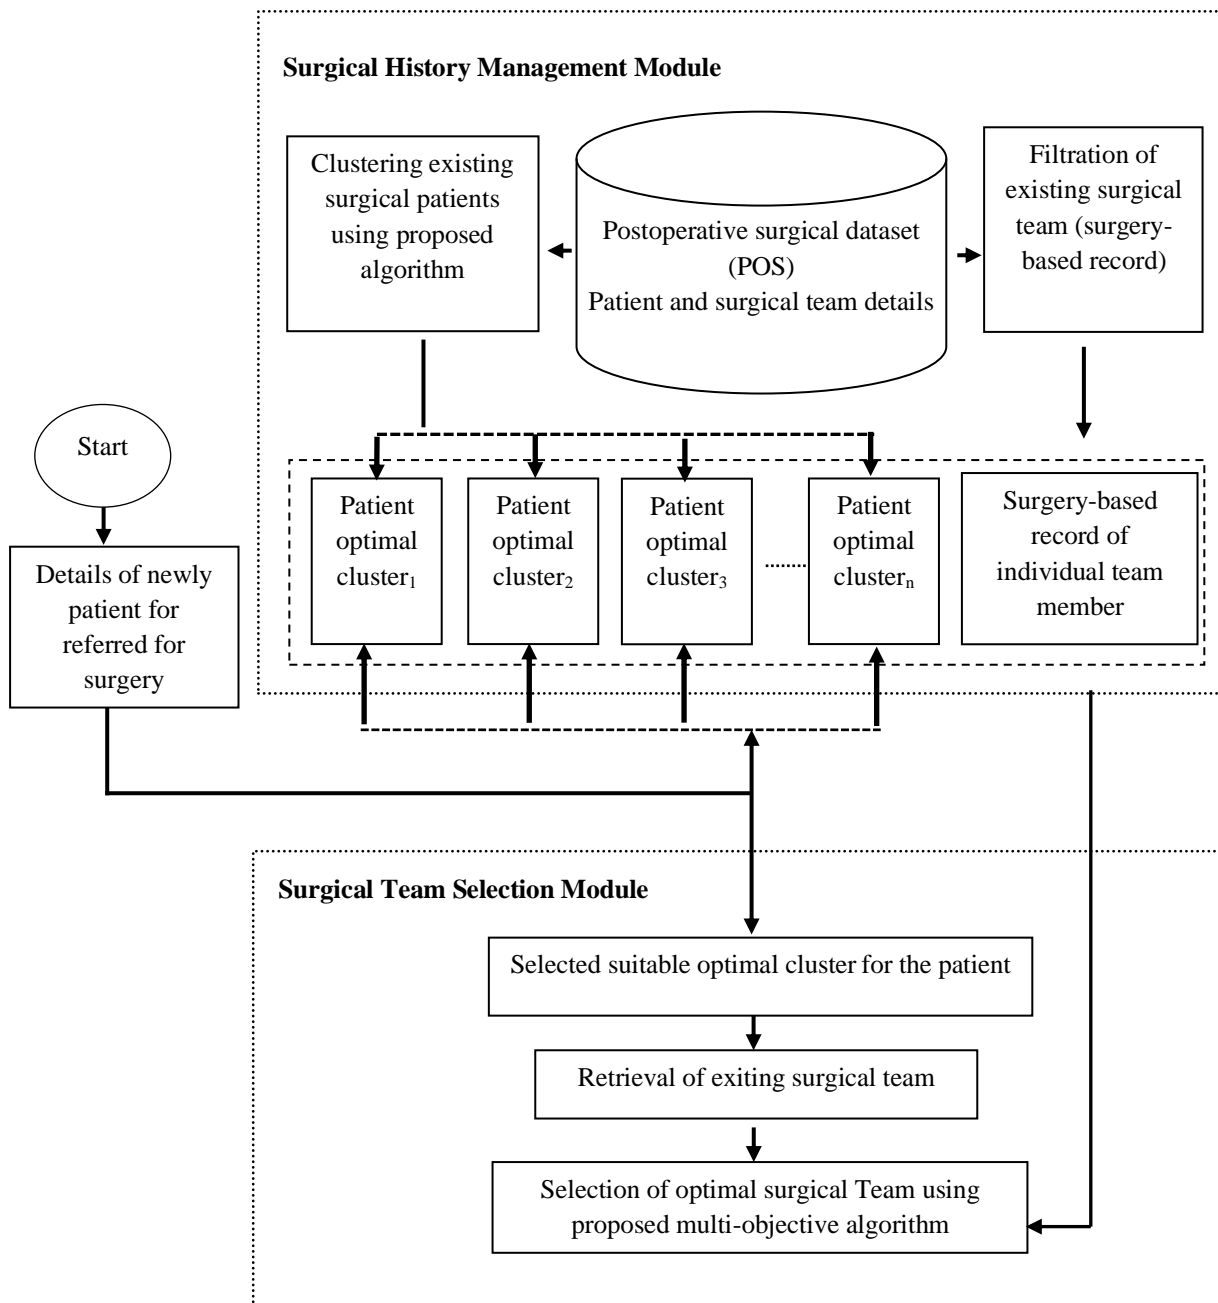 Surgical History Management Module
Clustering existing
surgical patients
using proposed
algorithm
Postoperative surgical dataset
(POS)
Patient and surgical team details
Filtration of
existing surgical
team (surgery-
based record)
Start
Details of newly
patient for
referred for
surgery
Patient
optimal
cluster₁
Patient
optimal
cluster₂
Patient
optimal
cluster₃
.........
Patient
optimal
clusterₙ
Surgery-based
record of
individual team
member
Surgical Team Selection Module
Selected suitable optimal cluster for the patient
Retrieval of exiting surgical team
Selection of optimal surgical Team using
proposed multi-objective algorithm